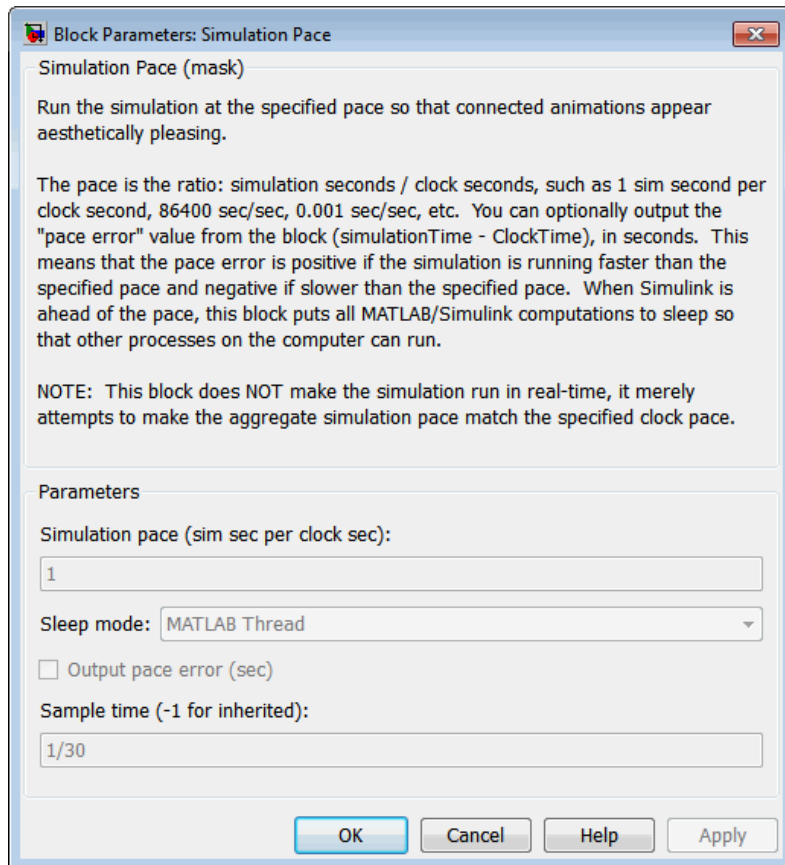 Block Parameters: Simulation Pace
Simulation Pace (mask)
Run the simulation at the specified pace so that connected animations appear
aesthetically pleasing.
The pace is the ratio: simulation seconds / clock seconds, such as 1 sim second per
clock second, 86400 sec/sec, 0.001 sec/sec, etc.  You can optionally output the
"pace error" value from the block (simulationTime - ClockTime), in seconds.  This
means that the pace error is positive if the simulation is running faster than the
specified pace and negative if slower than the specified pace.  When Simulink is
ahead of the pace, this block puts all MATLAB/Simulink computations to sleep so
that other processes on the computer can run.
NOTE:  This block does NOT make the simulation run in real-time, it merely
attempts to make the aggregate simulation pace match the specified clock pace.
Parameters
Simulation pace (sim sec per clock sec):
1
Sleep mode: MATLAB Thread
Output pace error (sec)
Sample time (-1 for inherited):
1/30
OK Cancel Help Apply